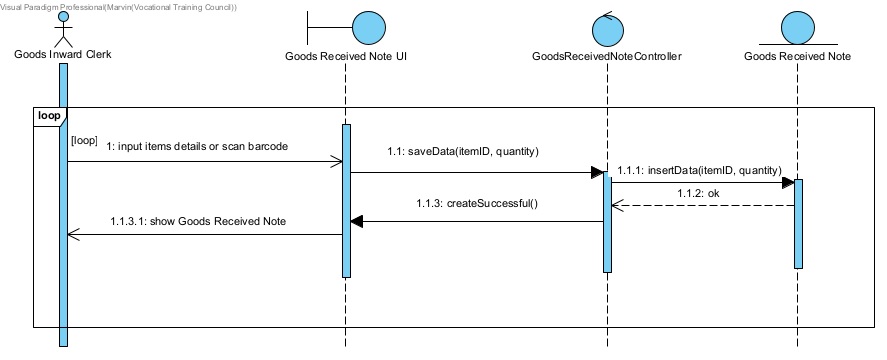 Visual Paradigm Professional(Marvin(Vocational Training Council))
Goods Inward Clerk
Goods Received Note UI
GoodsReceivedNoteController
Goods Received Note
loop
[loop]
1: input items details or scan barcode
1.1: saveData(itemID, quantity)
1.1.1: insertData(itemID, quantity)
1.1.2: ok
1.1.3: createSuccessful()
1.1.3.1: show Goods Received Note